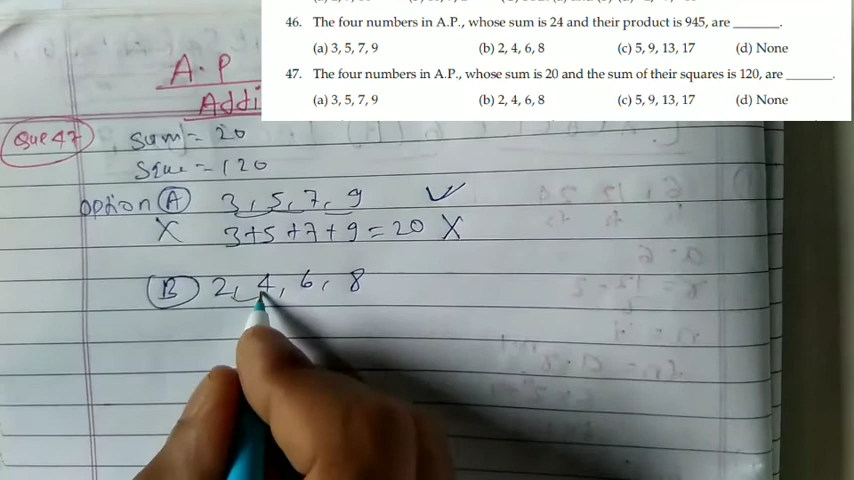 46. The four numbers in A.P., whose sum is 24 and their product is 945, are ________.
(a) 3, 5, 7, 9 (b) 2, 4, 6, 8 (c) 5, 9, 13, 17 (d) None
47. The four numbers in A.P., whose sum is 20 and the sum of their squares is 120, are ________.
(a) 3, 5, 7, 9 (b) 2, 4, 6, 8 (c) 5, 9, 13, 17 (d) None
A.P
Addi
Que 47
Sum = 20
= 120
option (A) 3, 5, 7, 9 ✓
X 3+5+7+9 = 20 X
(B) 2, 4, 6, 8